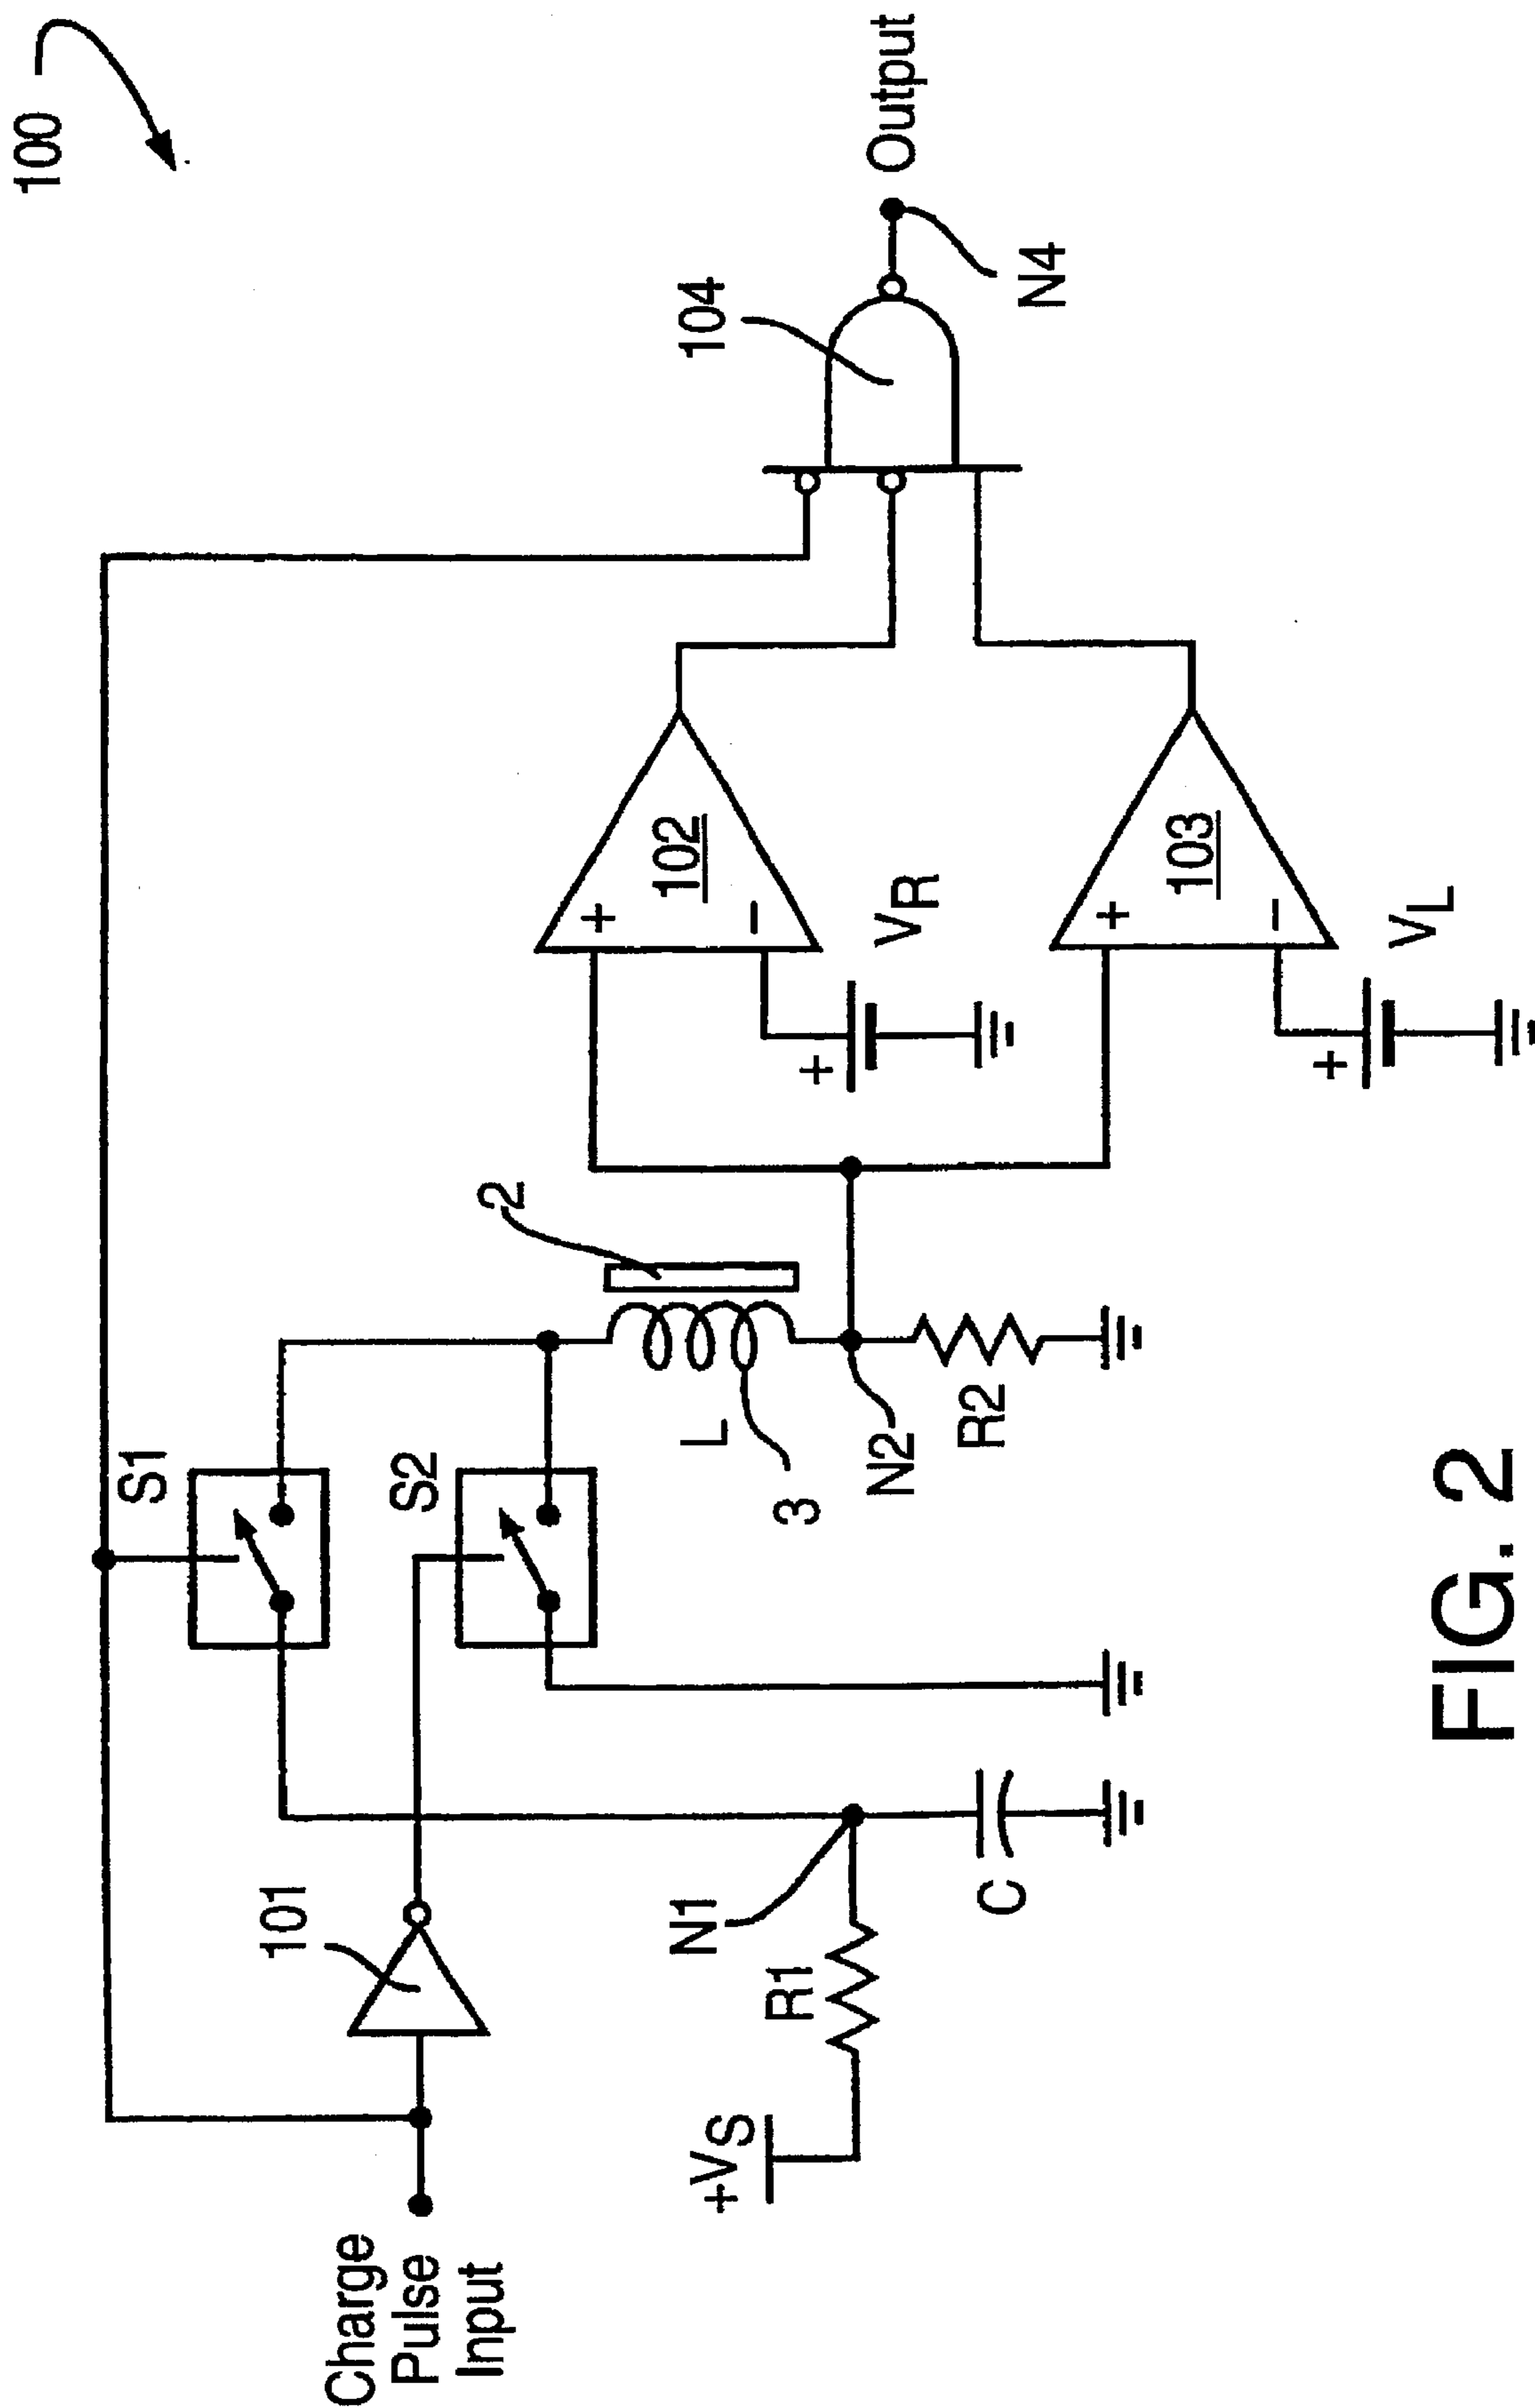 100
Charge
Pulse
Input
101
S1
S2
+VS
R1
N1
C
L
3
2
N2
R2
+
−
102
VR
+
+
−
103
VL
+
104
N4
Output
FIG. 2